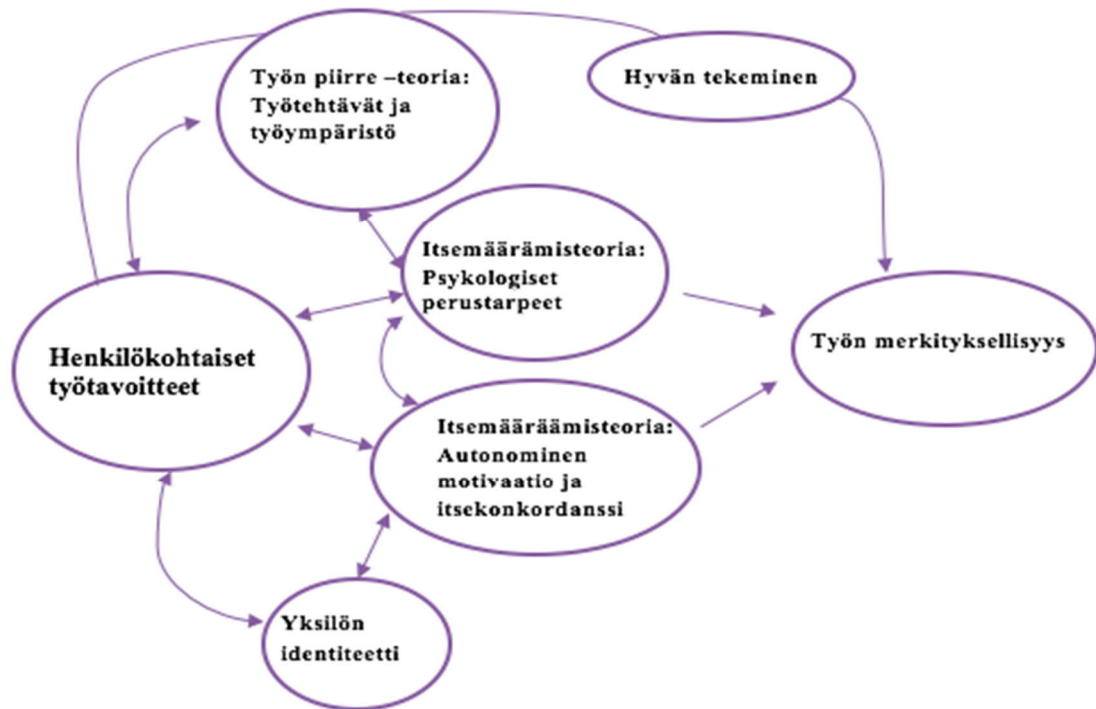 Työn piirre –teoria:
Työtehtävät ja
työympäristö
Hyvän tekeminen
Itsemäärämisteoria:
Psykologiset
perustarpeet
Työn merkityksellisyys
Henkilökohtaiset
työtavoitteet
Itsemääräämisteoria:
Autonominen
motivaatio ja
itsekonkordanssi
Yksilön
identiteetti